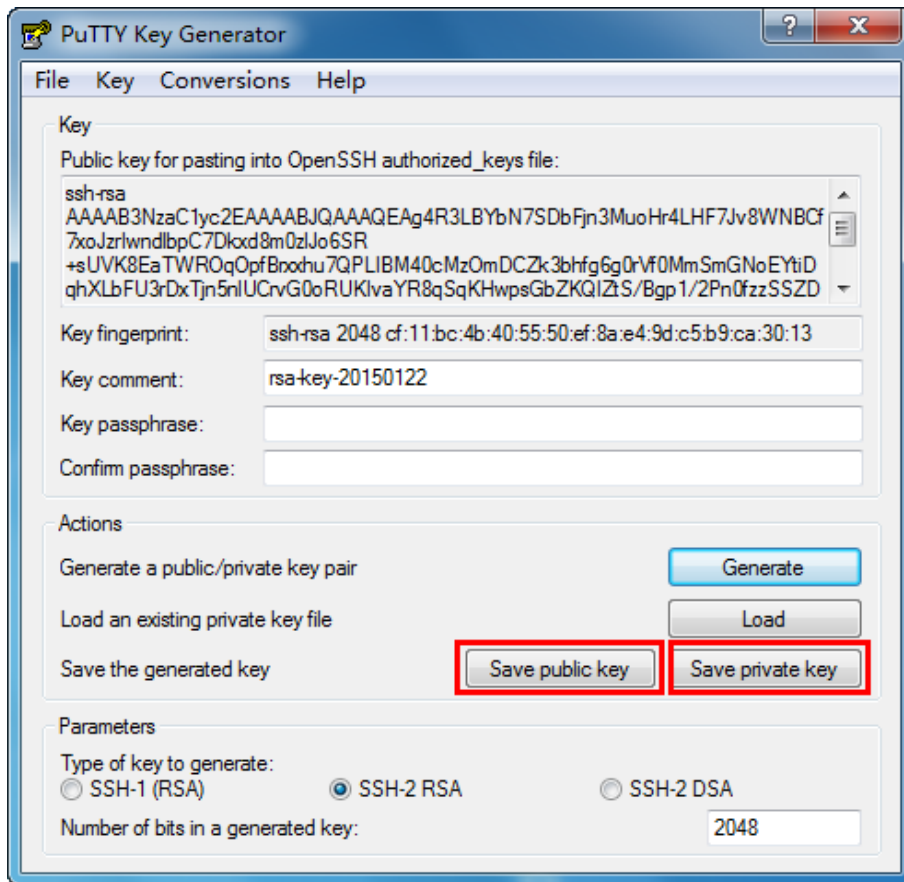 PuTTY Key Generator
File Key Conversions Help
Key
Public key for pasting into OpenSSH authorized_keys file:
ssh-rsa
AAAAB3NzaC1yc2EAAAABJQAAAQEAg4R3LBYbN7SDbFjn3MuoHr4LHF7Jv8WNBCf
7xoJzrlwndlbpC7Dkxd8m0zlJo6SR
+sUVK8EaTWROqOpfBrxxhu7QPLIBM40cMzOmDCZk3bhfg6g0rVf0MmSmGNoEYtiD
qhXLbFU3rDxTjn5nIUCrvG0oRUKlvaYR8qSqKHwpsGbZKQIZtS/Bgp1/2Pn0fzzSSZD
Key fingerprint: ssh-rsa 2048 cf:11:bc:4b:40:55:50:ef:8a:e4:9d:c5:b9:ca:30:13
Key comment: rsa-key-20150122
Key passphrase:
Confirm passphrase:
Actions
Generate a public/private key pair Generate
Load an existing private key file Load
Save the generated key Save public key Save private key
Parameters
Type of key to generate:
SSH-1 (RSA) SSH-2 RSA SSH-2 DSA
Number of bits in a generated key: 2048